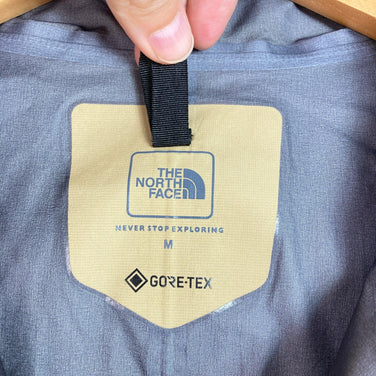 THE
NORTH
FACE
NEVER STOP EXPLORING
M
GORE-TEX